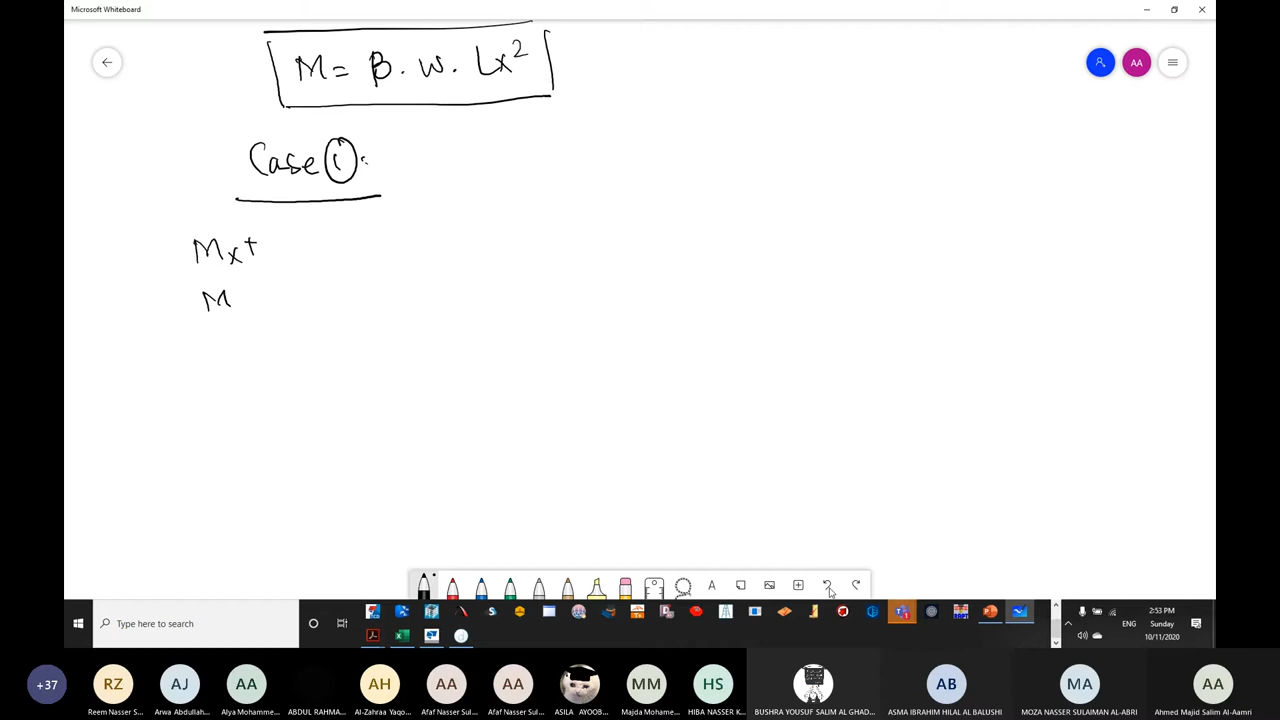 Microsoft Whiteboard
M = β. w. Lx²
Case ①:
Mx+
M
AA
A
Type here to search
ENG
2:53 PM
Sunday
10/11/2020
+37
RZ
AJ
AA
AH
AA
AA
MM
HS
AB
MA
AA
Reem Nasser S...
Arwa Abdullah...
Alya Mohamme...
ABDUL RAHMA...
Al-Zahraa Yaqo...
Afaf Nasser Sul...
Afaf Nasser Sul...
ASILA AYOOB...
Majda Mohame...
HIBA NASSER K...
BUSHRA YOUSUF SALIM AL GHAD...
ASMA IBRAHIM HILAL AL BALUSHI
MOZA NASSER SULAIMAN AL-ABRI
Ahmed Majid Salim Al-Aamri